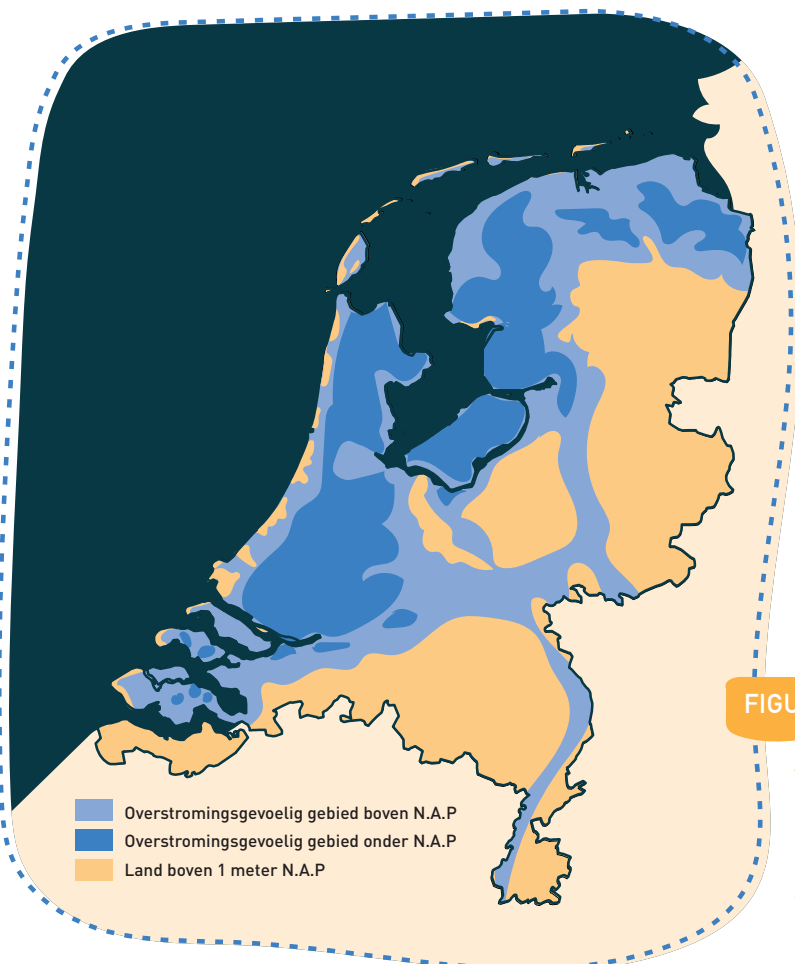 FIGU
Overstromingsgevoelig gebied boven N.A.P
Overstromingsgevoelig gebied onder N.A.P
Land boven 1 meter N.A.P